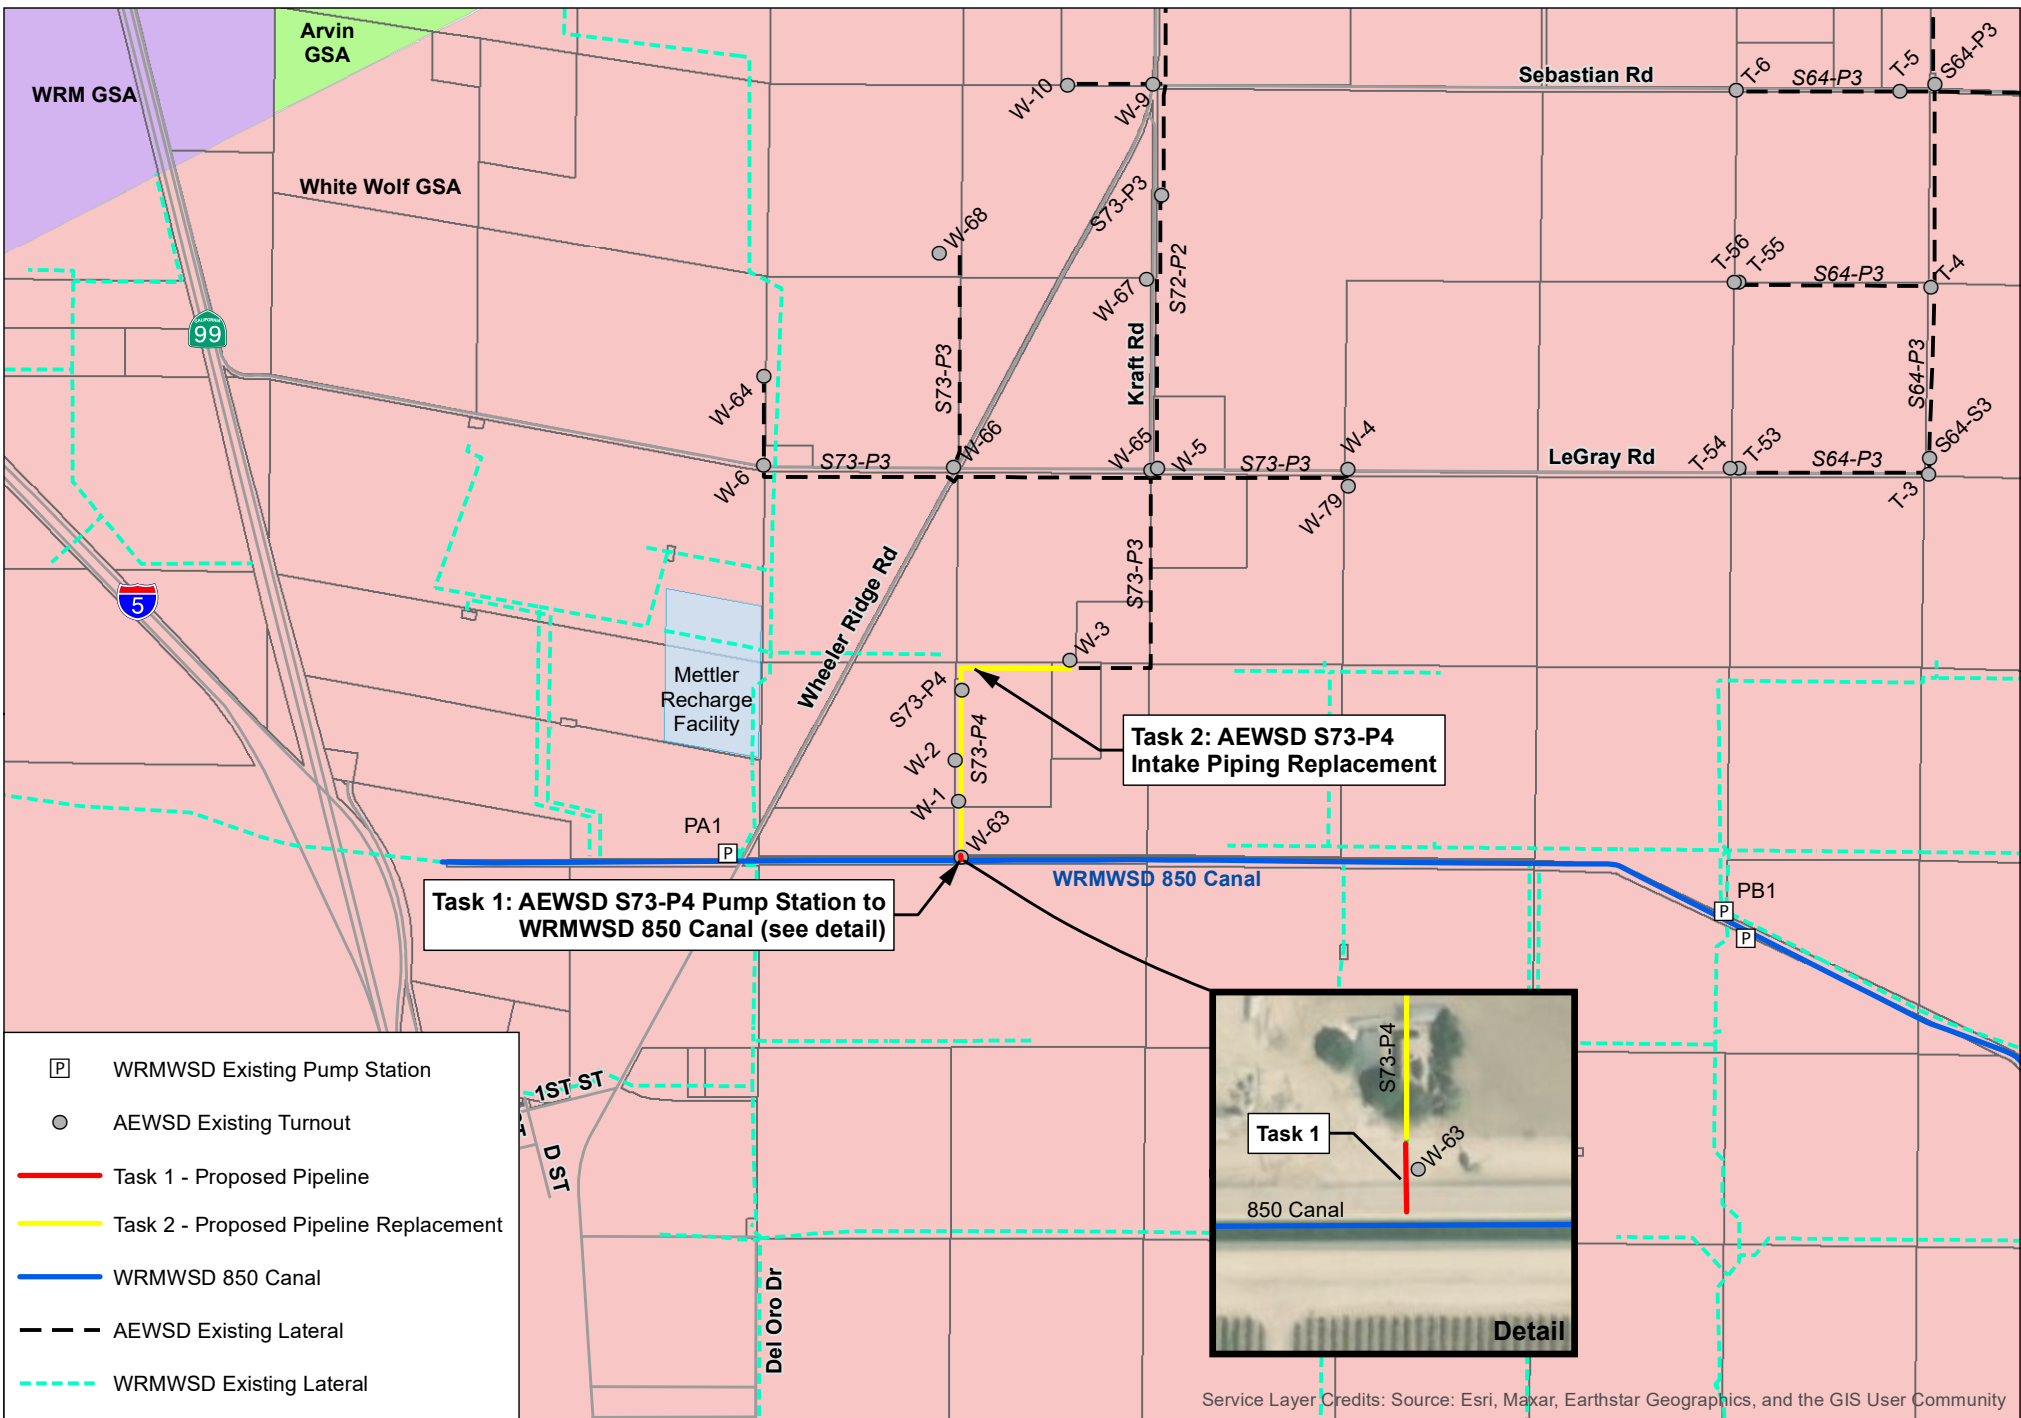 Arvin
GSA
WRM GSA
White Wolf GSA
Sebastian Rd
W-10
W-9
T-6
S64-P3
T-5
S64-P3
S73-P3
W-68
W-67
S72-P2
T-56
T-55
S64-P3
T-4
CALIFORNIA
99
Kraft Rd
S73-P3
S64-P3
W-64
W-66
W-65
W-5
W-4
S64-S3
W-6
S73-P3
S73-P3
LeGray Rd
T-54
T-53
S64-P3
T-3
W-79
5
Wheeler Ridge Rd
S73-P3
W-3
Mettler
Recharge
Facility
S73-P4
S73-P4
W-2
W-1
W-63
Task 2: AEWSD S73-P4
Intake Piping Replacement
PA1
P
WRMWSD 850 Canal
PB1
P
P
Task 1: AEWSD S73-P4 Pump Station to
WRMWSD 850 Canal (see detail)
1ST ST
D ST
Del Oro Dr
S73-P4
Task 1
W-63
850 Canal
Detail
P
WRMWSD Existing Pump Station
AEWSD Existing Turnout
Task 1 - Proposed Pipeline
Task 2 - Proposed Pipeline Replacement
WRMWSD 850 Canal
AEWSD Existing Lateral
WRMWSD Existing Lateral
Service Layer Credits: Source: Esri, Maxar, Earthstar Geographics, and the GIS User Community